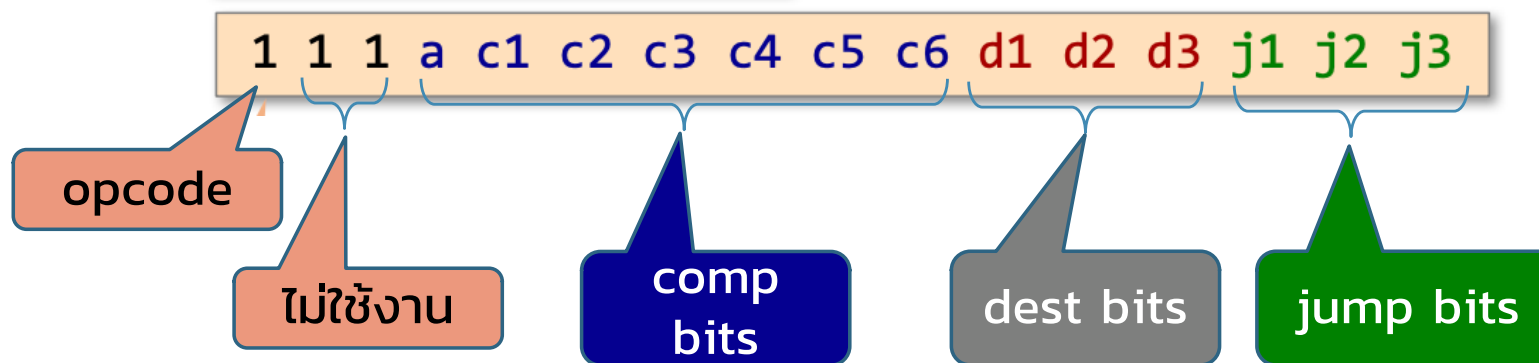 1 1 1 a c1 c2 c3 c4 c5 c6 d1 d2 d3 j1 j2 j3
opcode
ไม่ใช้งาน
comp
bits
dest bits
jump bits